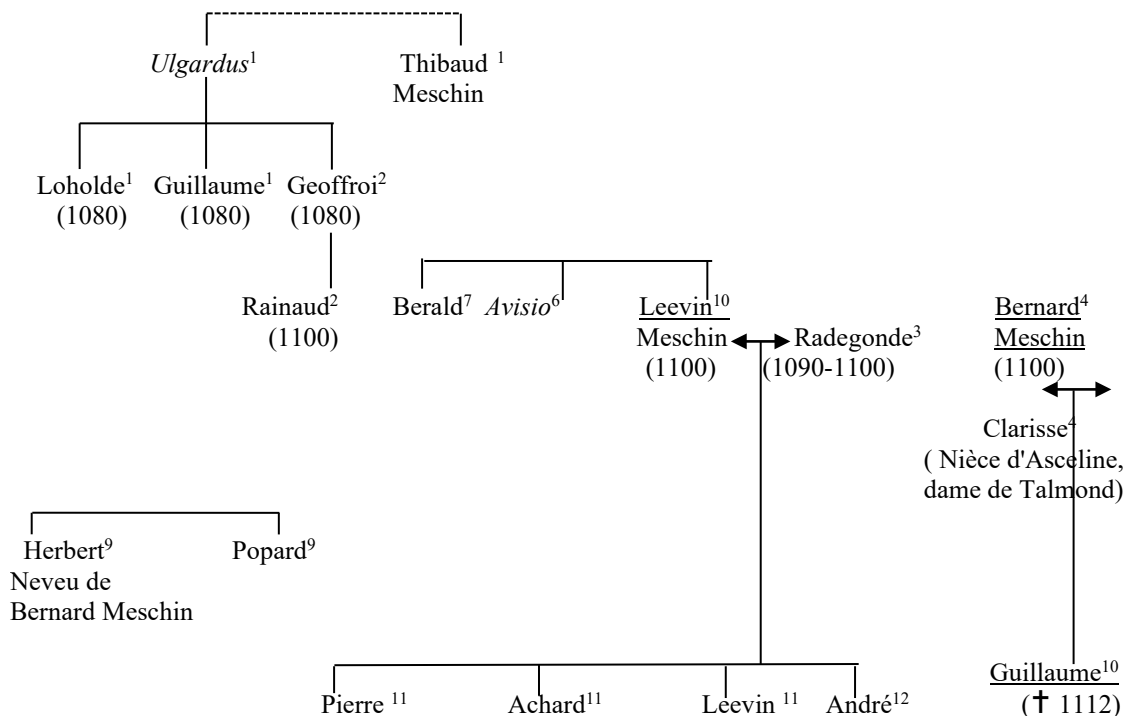 Ulgardus¹ Thibaud ¹
Meschin
Loholde¹ Guillaume¹ Geoffroi²
(1080) (1080) (1080)
Rainaud² Berald⁷ Avisio⁶ Leevin¹⁰ Bernard⁴
(1100) Meschin Radegonde³ Meschin
(1100) (1090-1100) (1100)
Clarisse⁴
( Nièce d'Asceline,
dame de Talmond)
Herbert⁹ Popard⁹
Neveu de
Bernard Meschin
Guillaume¹⁰
Pierre ¹¹ Achard¹¹ Leevin ¹¹ André¹² († 1112)